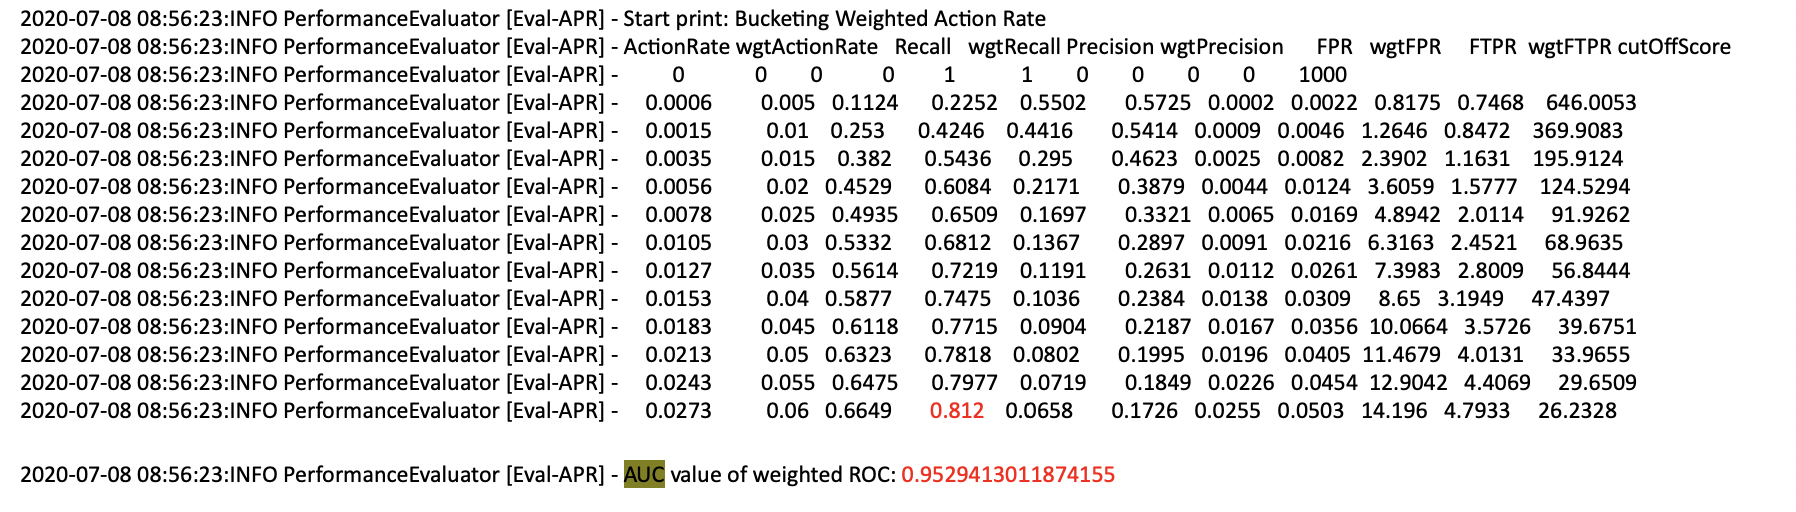 2020-07-08 08:56:23:INFO PerformanceEvaluator [Eval-APR] - Start print: Bucketing Weighted Action Rate
2020-07-08 08:56:23:INFO PerformanceEvaluator [Eval-APR] - ActionRate wgtActionRate Recall wgtRecall Precision wgtPrecision FPR wgtFPR FTPR wgtFTPR cutOffScore
2020-07-08 08:56:23:INFO PerformanceEvaluator [Eval-APR] - 0 0 0 0 1 1 0 0 0 0 1000
2020-07-08 08:56:23:INFO PerformanceEvaluator [Eval-APR] - 0.0006 0.005 0.1124 0.2252 0.5502 0.5725 0.0002 0.0022 0.8175 0.7468 646.0053
2020-07-08 08:56:23:INFO PerformanceEvaluator [Eval-APR] - 0.0015 0.01 0.253 0.4246 0.4416 0.5414 0.0009 0.0046 1.2646 0.8472 369.9083
2020-07-08 08:56:23:INFO PerformanceEvaluator [Eval-APR] - 0.0035 0.015 0.382 0.5436 0.295 0.4623 0.0025 0.0082 2.3902 1.1631 195.9124
2020-07-08 08:56:23:INFO PerformanceEvaluator [Eval-APR] - 0.0056 0.02 0.4529 0.6084 0.2171 0.3879 0.0044 0.0124 3.6059 1.5777 124.5294
2020-07-08 08:56:23:INFO PerformanceEvaluator [Eval-APR] - 0.0078 0.025 0.4935 0.6509 0.1697 0.3321 0.0065 0.0169 4.8942 2.0114 91.9262
2020-07-08 08:56:23:INFO PerformanceEvaluator [Eval-APR] - 0.0105 0.03 0.5332 0.6812 0.1367 0.2897 0.0091 0.0216 6.3163 2.4521 68.9635
2020-07-08 08:56:23:INFO PerformanceEvaluator [Eval-APR] - 0.0127 0.035 0.5614 0.7219 0.1191 0.2631 0.0112 0.0261 7.3983 2.8009 56.8444
2020-07-08 08:56:23:INFO PerformanceEvaluator [Eval-APR] - 0.0153 0.04 0.5877 0.7475 0.1036 0.2384 0.0138 0.0309 8.65 3.1949 47.4397
2020-07-08 08:56:23:INFO PerformanceEvaluator [Eval-APR] - 0.0183 0.045 0.6118 0.7715 0.0904 0.2187 0.0167 0.0356 10.0664 3.5726 39.6751
2020-07-08 08:56:23:INFO PerformanceEvaluator [Eval-APR] - 0.0213 0.05 0.6323 0.7818 0.0802 0.1995 0.0196 0.0405 11.4679 4.0131 33.9655
2020-07-08 08:56:23:INFO PerformanceEvaluator [Eval-APR] - 0.0243 0.055 0.6475 0.7977 0.0719 0.1849 0.0226 0.0454 12.9042 4.4069 29.6509
2020-07-08 08:56:23:INFO PerformanceEvaluator [Eval-APR] - 0.0273 0.06 0.6649 0.812 0.0658 0.1726 0.0255 0.0503 14.196 4.7933 26.2328
2020-07-08 08:56:23:INFO PerformanceEvaluator [Eval-APR] - AUC value of weighted ROC: 0.9529413011874155